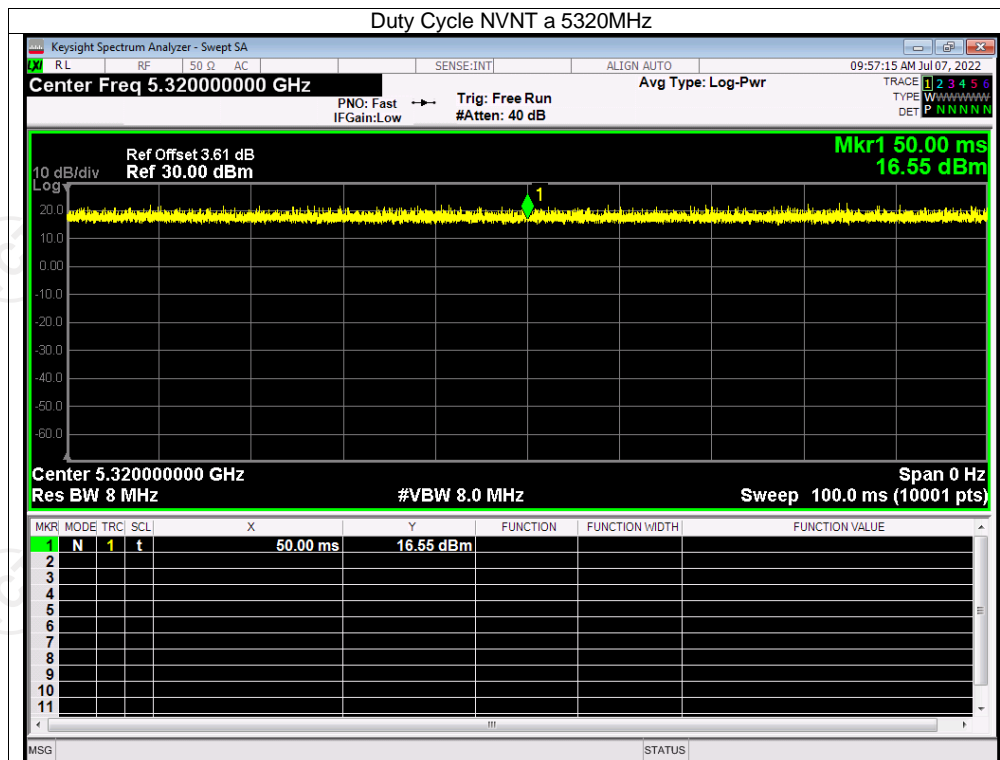 Duty Cycle NVNT a 5320MHz
Keysight Spectrum Analyzer - Swept SA
LXI RL RF 50 Ω AC SENSE:INT ALIGN AUTO 09:57:15 AM Jul 07, 2022
Center Freq 5.320000000 GHz
PNO: Fast
IFGain:Low
Trig: Free Run
#Atten: 40 dB
Avg Type: Log-Pwr
TRACE 1 2 3 4 5 6
TYPE WWWWWW
DET P N N N N N
Mkr1 50.00 ms
16.55 dBm
Ref Offset 3.61 dB
10 dB/div Ref 30.00 dBm
Log
1
20.0
10.0
0.00
-10.0
-20.0
-30.0
-40.0
-50.0
-60.0
Center 5.320000000 GHz Span 0 Hz
Res BW 8 MHz #VBW 8.0 MHz Sweep 100.0 ms (10001 pts)
MKR MODE TRC SCL X Y FUNCTION FUNCTION WIDTH FUNCTION VALUE
1 N 1 t 50.00 ms 16.55 dBm
2
3
4
5
6
7
8
9
10
11
MSG STATUS